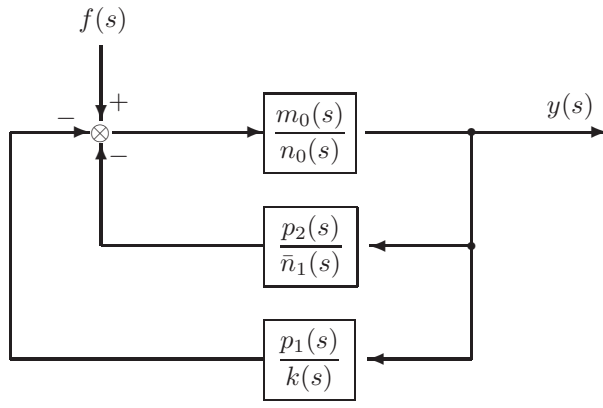 f(s)
+
−
⊗
−
m₀(s)
n₀(s)
y(s)
p₂(s)
n̄₁(s)
p₁(s)
k(s)